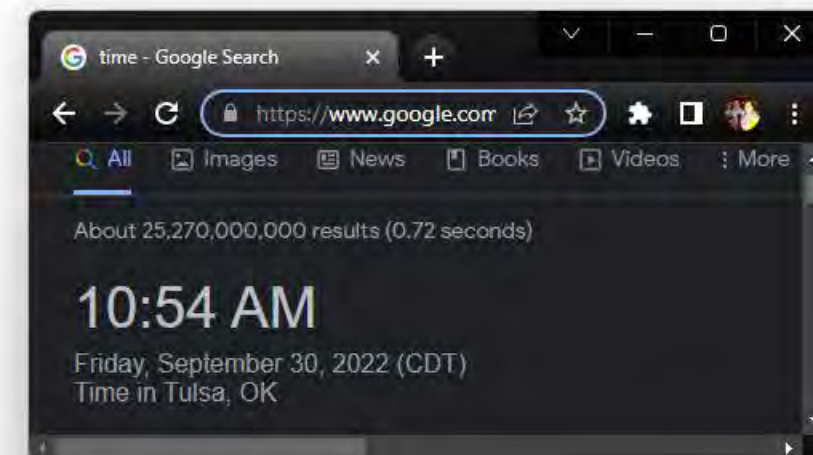 time - Google Search
https://www.google.com
All Images News Books Videos More
About 25,270,000,000 results (0.72 seconds)
10:54 AM
Friday, September 30, 2022 (CDT)
Time in Tulsa, OK